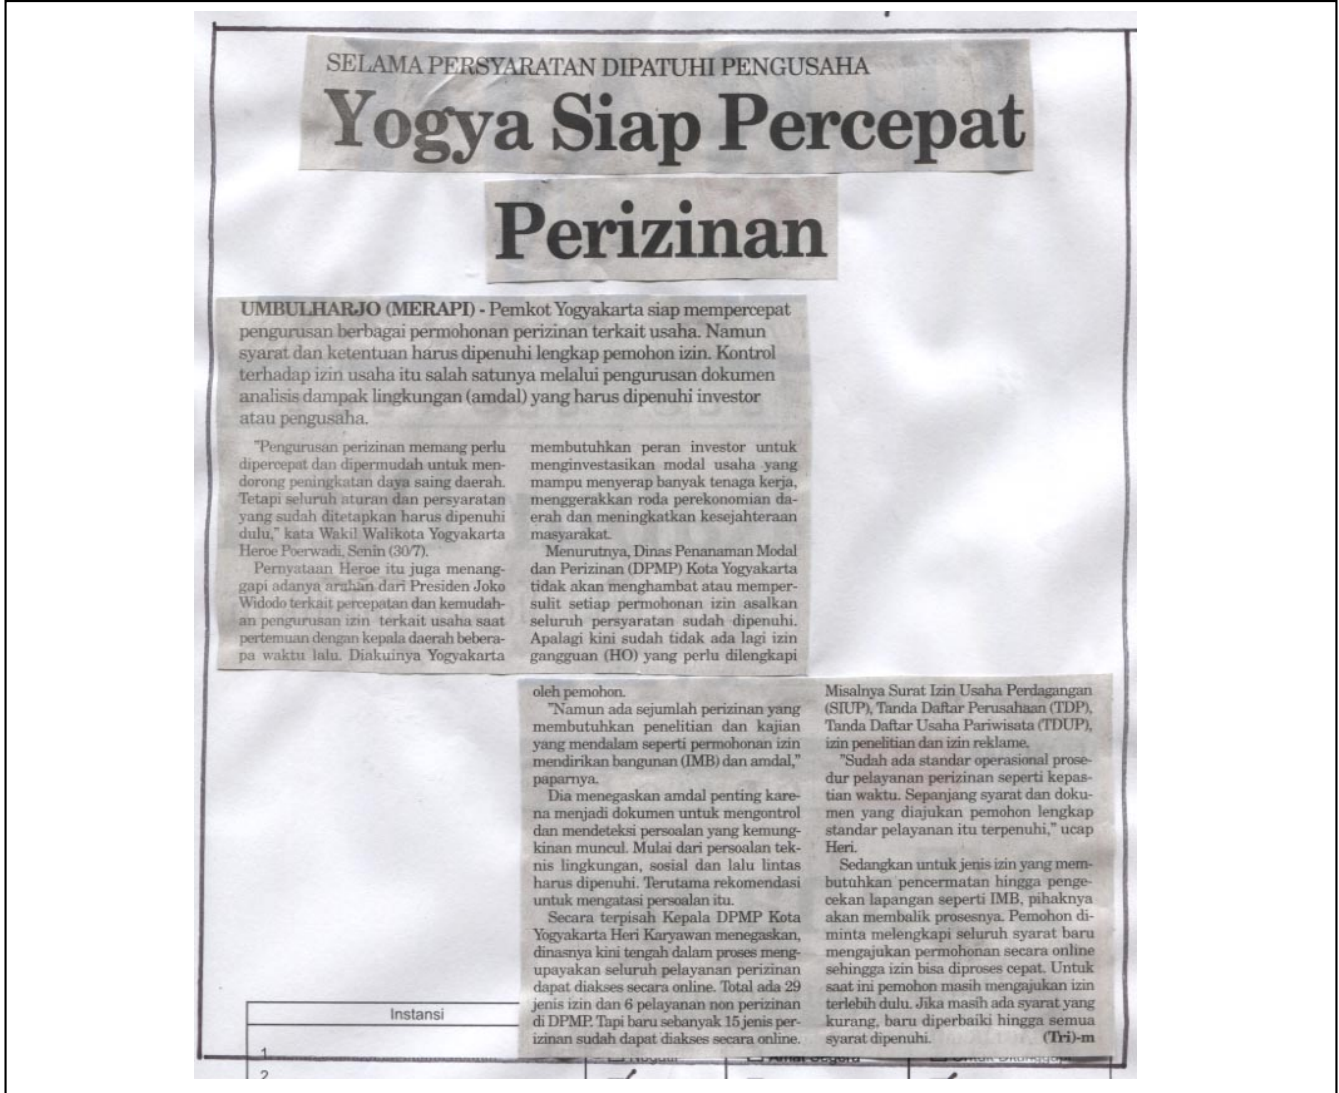 SELAMA PERSYARATAN DIPATUHI PENGUSAHA
Yogya Siap Percepat
Perizinan
UMBULHARJO (MERAPI) - Pemkot Yogyakarta siap mempercepat
pengurusan berbagai permohonan perizinan terkait usaha. Namun
syarat dan ketentuan harus dipenuhi lengkap pemohon izin. Kontrol
terhadap izin usaha itu salah satunya melalui pengurusan dokumen
analisis dampak lingkungan (amdal) yang harus dipenuhi investor
atau pengusaha.
"Pengurusan perizinan memang perlu
dipercepat dan dipermudah untuk men-
dorong peningkatan daya saing daerah.
Tetapi seluruh aturan dan persyaratan
yang sudah ditetapkan harus dipenuhi
dulu," kata Wakil Walikota Yogyakarta
Heroe Poerwadi, Senin (30/7).
Pernyataan Heroe itu juga menang-
gapi adanya arahan dari Presiden Joko
Widodo terkait percepatan dan kemudah-
an pengurusan izin terkait usaha saat
pertemuan dengan kepala daerah bebera-
pa waktu lalu. Diakuinya Yogyakarta
membutuhkan peran investor untuk
menginvestasikan modal usaha yang
mampu menyerap banyak tenaga kerja,
menggerakkan roda perekonomian da-
erah dan meningkatkan kesejahteraan
masyarakat.
Menurutnya, Dinas Penanaman Modal
dan Perizinan (DPMP) Kota Yogyakarta
tidak akan menghambat atau memper-
sulit setiap permohonan izin asalkan
seluruh persyaratan sudah dipenuhi.
Apalagi kini sudah tidak ada lagi izin
gangguan (HO) yang perlu dilengkapi
oleh pemohon.
"Namun ada sejumlah perizinan yang
membutuhkan penelitian dan kajian
yang mendalam seperti permohonan izin
mendirikan bangunan (IMB) dan amdal,"
paparnya.
Dia menegaskan amdal penting kare-
na menjadi dokumen untuk mengontrol
dan mendeteksi persoalan yang kemung-
kinan muncul. Mulai dari persoalan tek-
nis lingkungan, sosial dan lalu lintas
harus dipenuhi. Terutama rekomendasi
untuk mengatasi persoalan itu.
Secara terpisah Kepala DPMP Kota
Yogyakarta Heri Karyawan menegaskan,
dinasnya kini tengah dalam proses meng-
upayakan seluruh pelayanan perizinan
dapat diakses secara online. Total ada 29
jenis izin dan 6 pelayanan non perizinan
di DPMP. Tapi baru sebanyak 15 jenis per-
izinan sudah dapat diakses secara online.
Misalnya Surat Izin Usaha Perdagangan
(SIUP), Tanda Daftar Perusahaan (TDP),
Tanda Daftar Usaha Pariwisata (TDUP),
izin penelitian dan izin reklame.
"Sudah ada standar operasional prose-
dur pelayanan perizinan seperti kepas-
tian waktu. Sepanjang syarat dan doku-
men yang diajukan pemohon lengkap
standar pelayanan itu terpenuhi," ucap
Heri.
Sedangkan untuk jenis izin yang mem-
butuhkan pencermatan hingga penge-
cekan lapangan seperti IMB, pihaknya
akan membalik prosesnya. Pemohon di-
minta melengkapi seluruh syarat baru
mengajukan permohonan secara online
sehingga izin bisa diproses cepat. Untuk
saat ini pemohon masih mengajukan izin
terlebih dulu. Jika masih ada syarat yang
kurang, baru diperbaiki hingga semua
syarat dipenuhi. (Tri)-m
Instansi
1
2